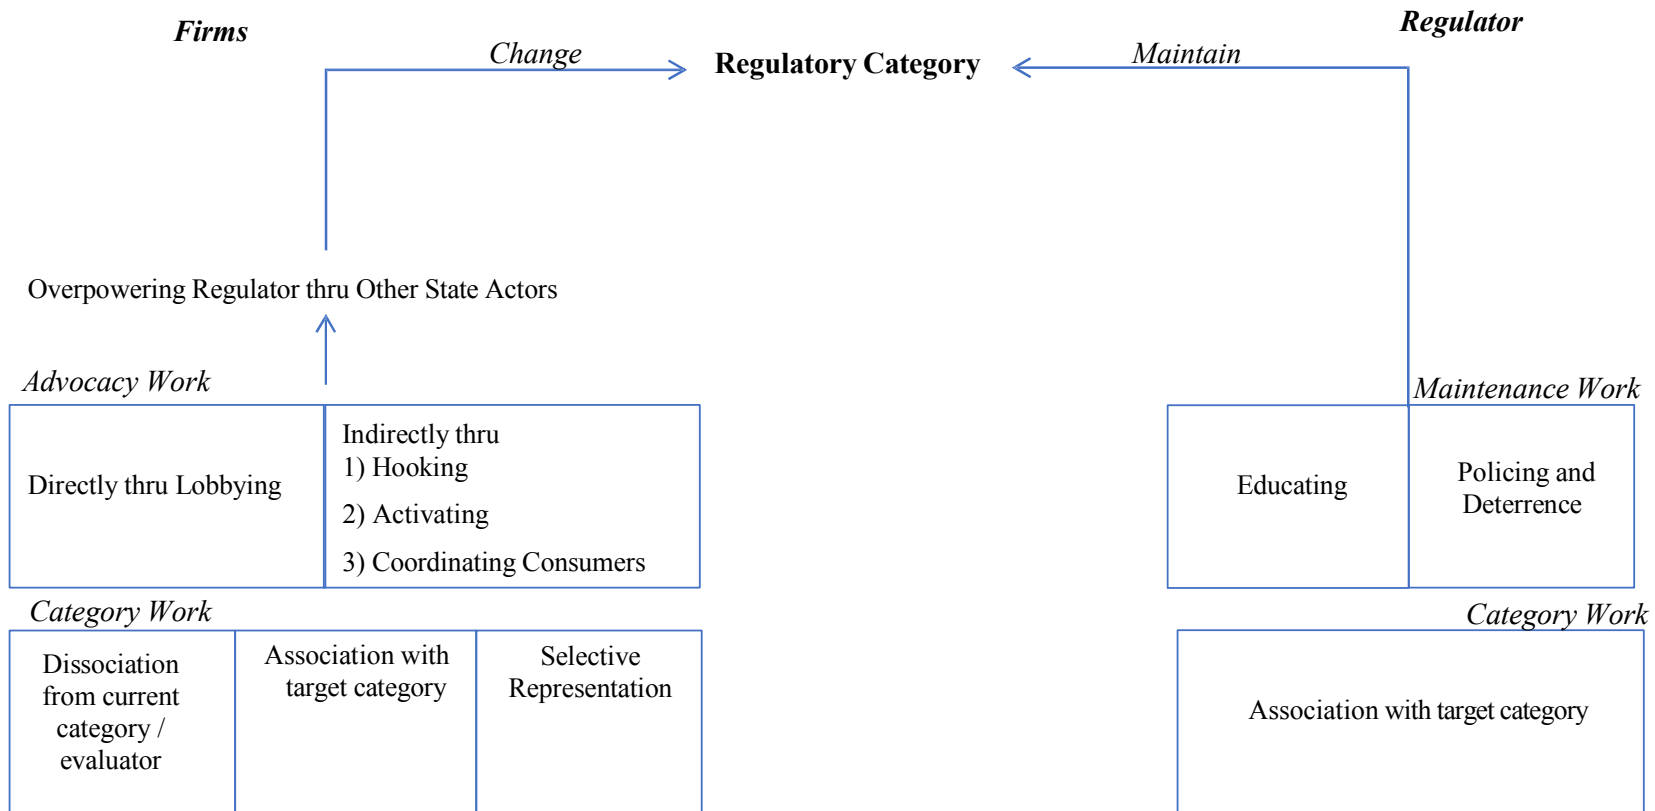 Firms
Regulator
Change
Regulatory Category
Maintain
Overpowering Regulator thru Other State Actors
Advocacy Work
Directly thru Lobbying
Indirectly thru
1) Hooking
2) Activating
3) Coordinating Consumers
Maintenance Work
Educating
Policing and
Deterrence
Category Work
Dissociation
from current
category /
evaluator
Association with
target category
Selective
Representation
Category Work
Association with target category